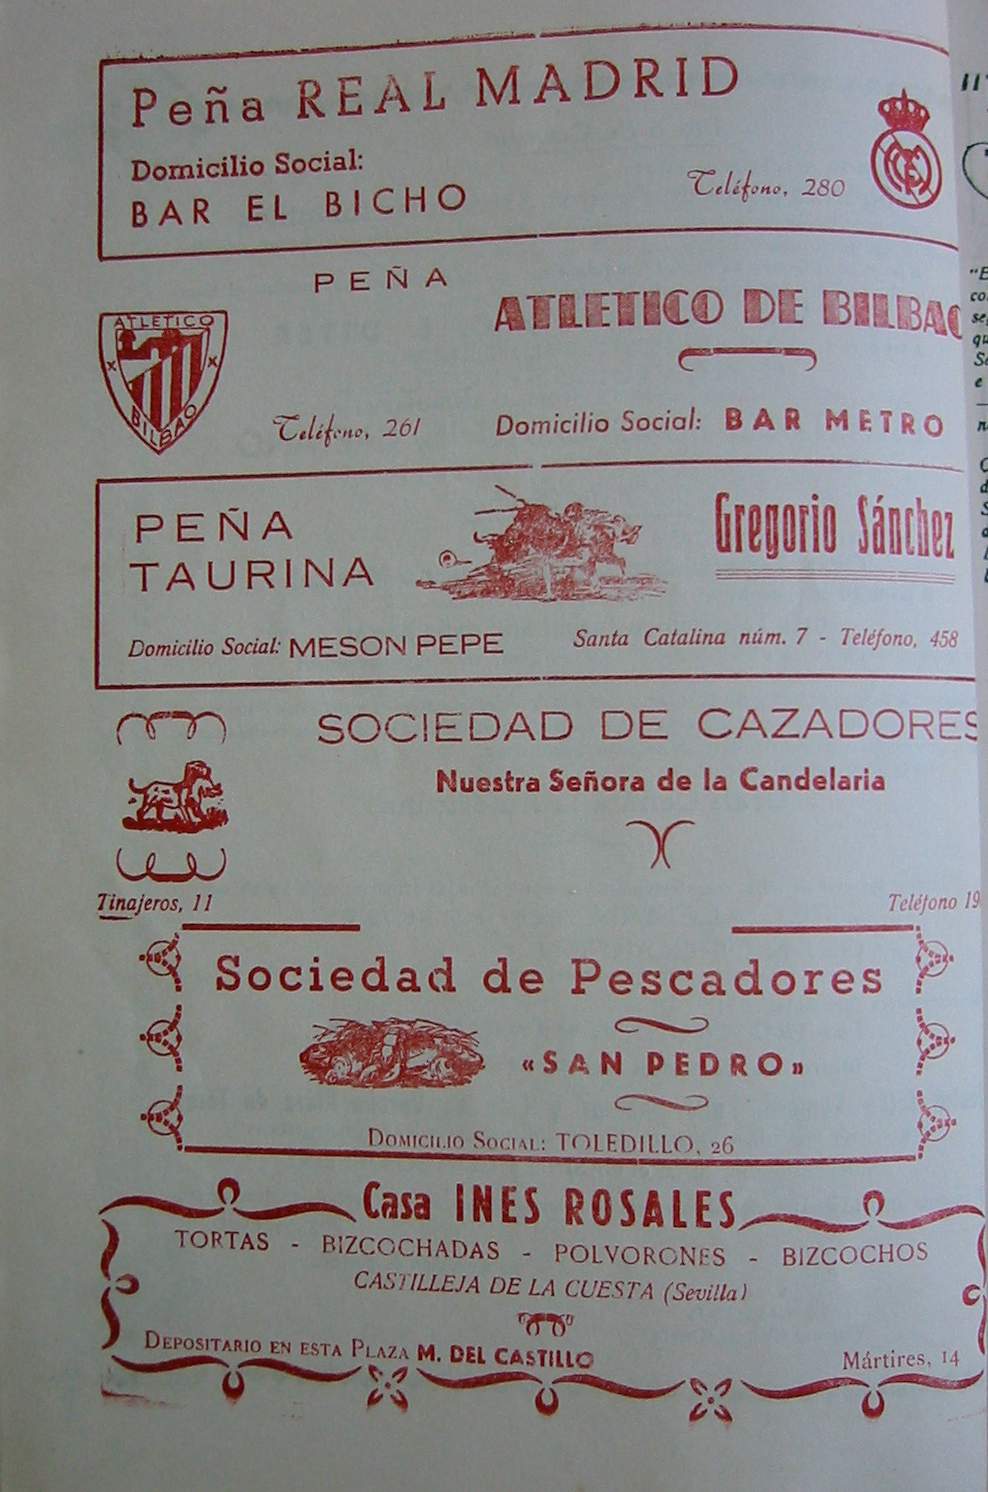 Peña REAL MADRID
Domicilio Social:
BAR EL BICHO
Teléfono, 280
PEÑA
ATLETICO DE BILBAO
ATLETICO
BILBAO
Teléfono, 261
Domicilio Social: BAR METRO
PEÑA
TAURINA
Gregorio Sánchez
Domicilio Social: MESON PEPE
Santa Catalina núm. 7 - Teléfono, 458
SOCIEDAD DE CAZADORES
Nuestra Señora de la Candelaria
Tinajeros, 11
Teléfono 19
Sociedad de Pescadores
«SAN PEDRO»
DOMICILIO SOCIAL: TOLEDILLO, 26
Casa INES ROSALES
TORTAS - BIZCOCHADAS - POLVORONES - BIZCOCHOS
CASTILLEJA DE LA CUESTA (Sevilla)
DEPOSITARIO EN ESTA PLAZA M. DEL CASTILLO
Mártires, 14